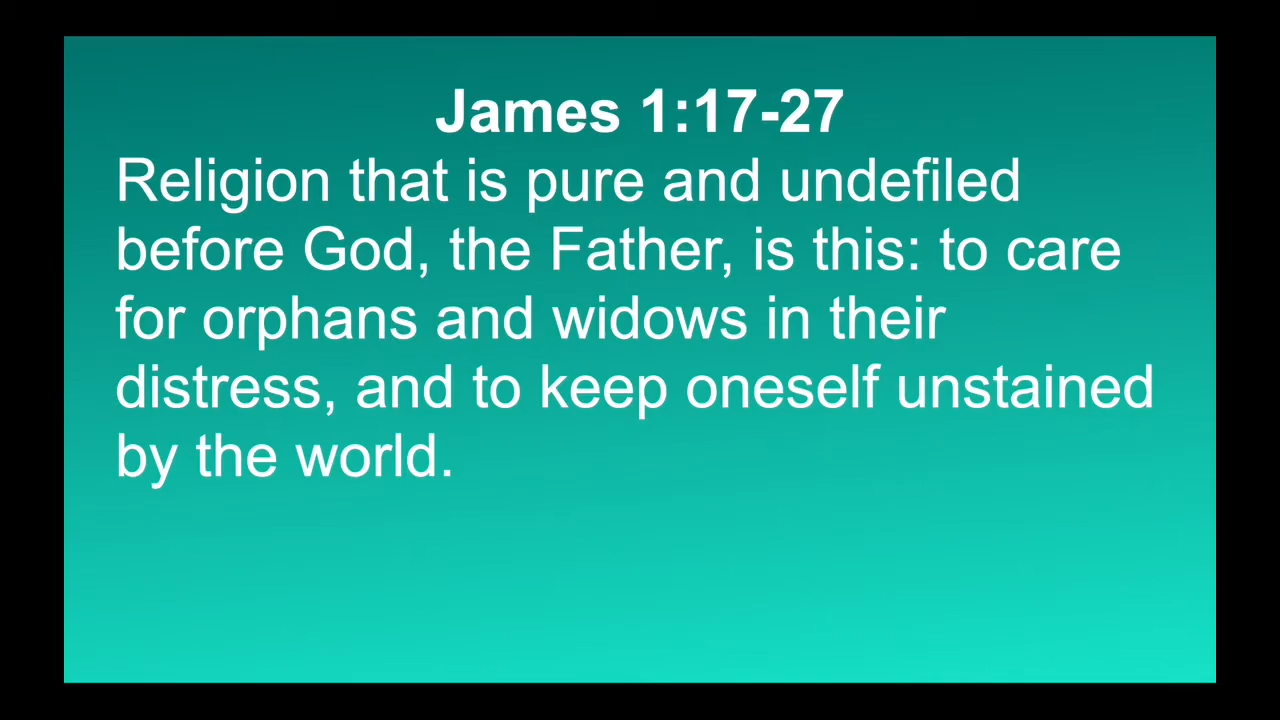 James 1:17-27
Religion that is pure and undefiled
before God, the Father, is this: to care
for orphans and widows in their
distress, and to keep oneself unstained
by the world.